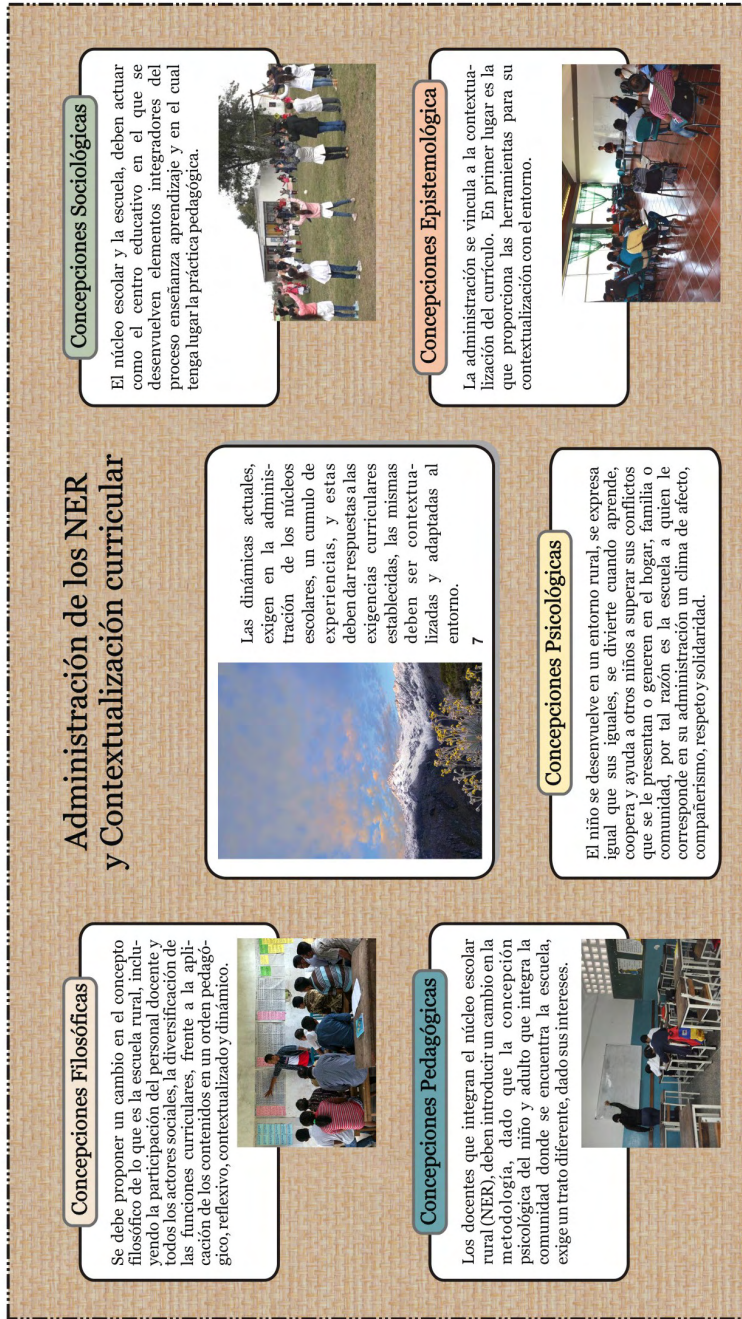 Administración de los NER
y Contextualización curricular
Concepciones Filosóficas
Se debe proponer un cambio en el concepto
filosófico de lo que es la escuela rural, inclu-
yendo la participación del personal docente y
todos los actores sociales, la diversificación de
las funciones curriculares, frente a la apli-
cación de los contenidos en un orden pedagó-
gico, reflexivo, contextualizado y dinámico.
Las dinámicas actuales,
exigen en la adminis-
tración de los núcleos
escolares, un cumulo de
experiencias, y estas
deben dar respuestas a las
exigencias curriculares
establecidas, las mismas
deben ser contextua-
lizadas y adaptadas al
entorno.
7
Concepciones Sociológicas
El núcleo escolar y la escuela, deben actuar
como el centro educativo en el que se
desenvuelven elementos integradores del
proceso enseñanza aprendizaje y en el cual
tenga lugar la práctica pedagógica.
Concepciones Pedagógicas
Los docentes que integran el núcleo escolar
rural (NER), deben introducir un cambio en la
metodología, dado que la concepción
psicológica del niño y adulto que integra la
comunidad donde se encuentra la escuela,
exige un trato diferente, dado sus intereses.
Concepciones Psicológicas
El niño se desenvuelve en un entorno rural, se expresa
igual que sus iguales, se divierte cuando aprende,
coopera y ayuda a otros niños a superar sus conflictos
que se le presentan o generen en el hogar, familia o
comunidad, por tal razón es la escuela a quien le
corresponde en su administración un clima de afecto,
compañerismo, respeto y solidaridad.
Concepciones Epistemológica
La administración se vincula a la contextua-
lización del currículo. En primer lugar es la
que proporciona las herramientas para su
contextualización con el entorno.